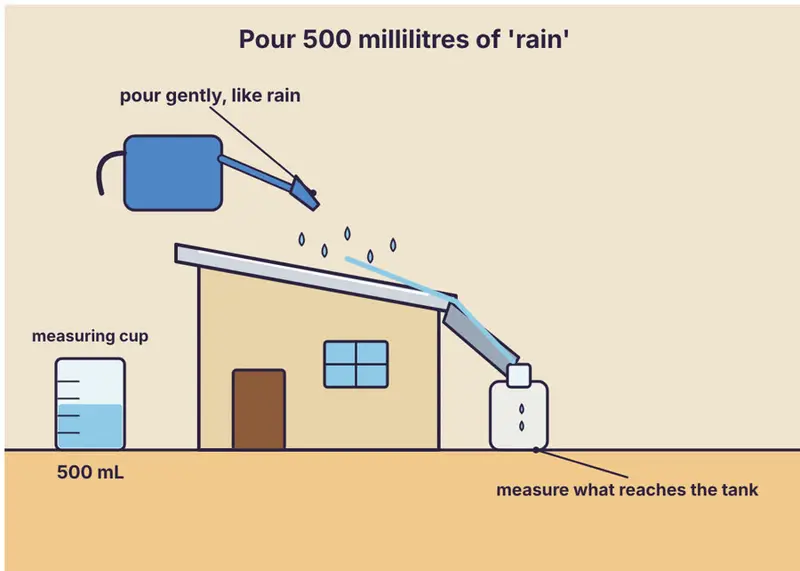 Pour 500 millilitres of 'rain'
pour gently, like rain
measuring cup
500 mL
measure what reaches the tank